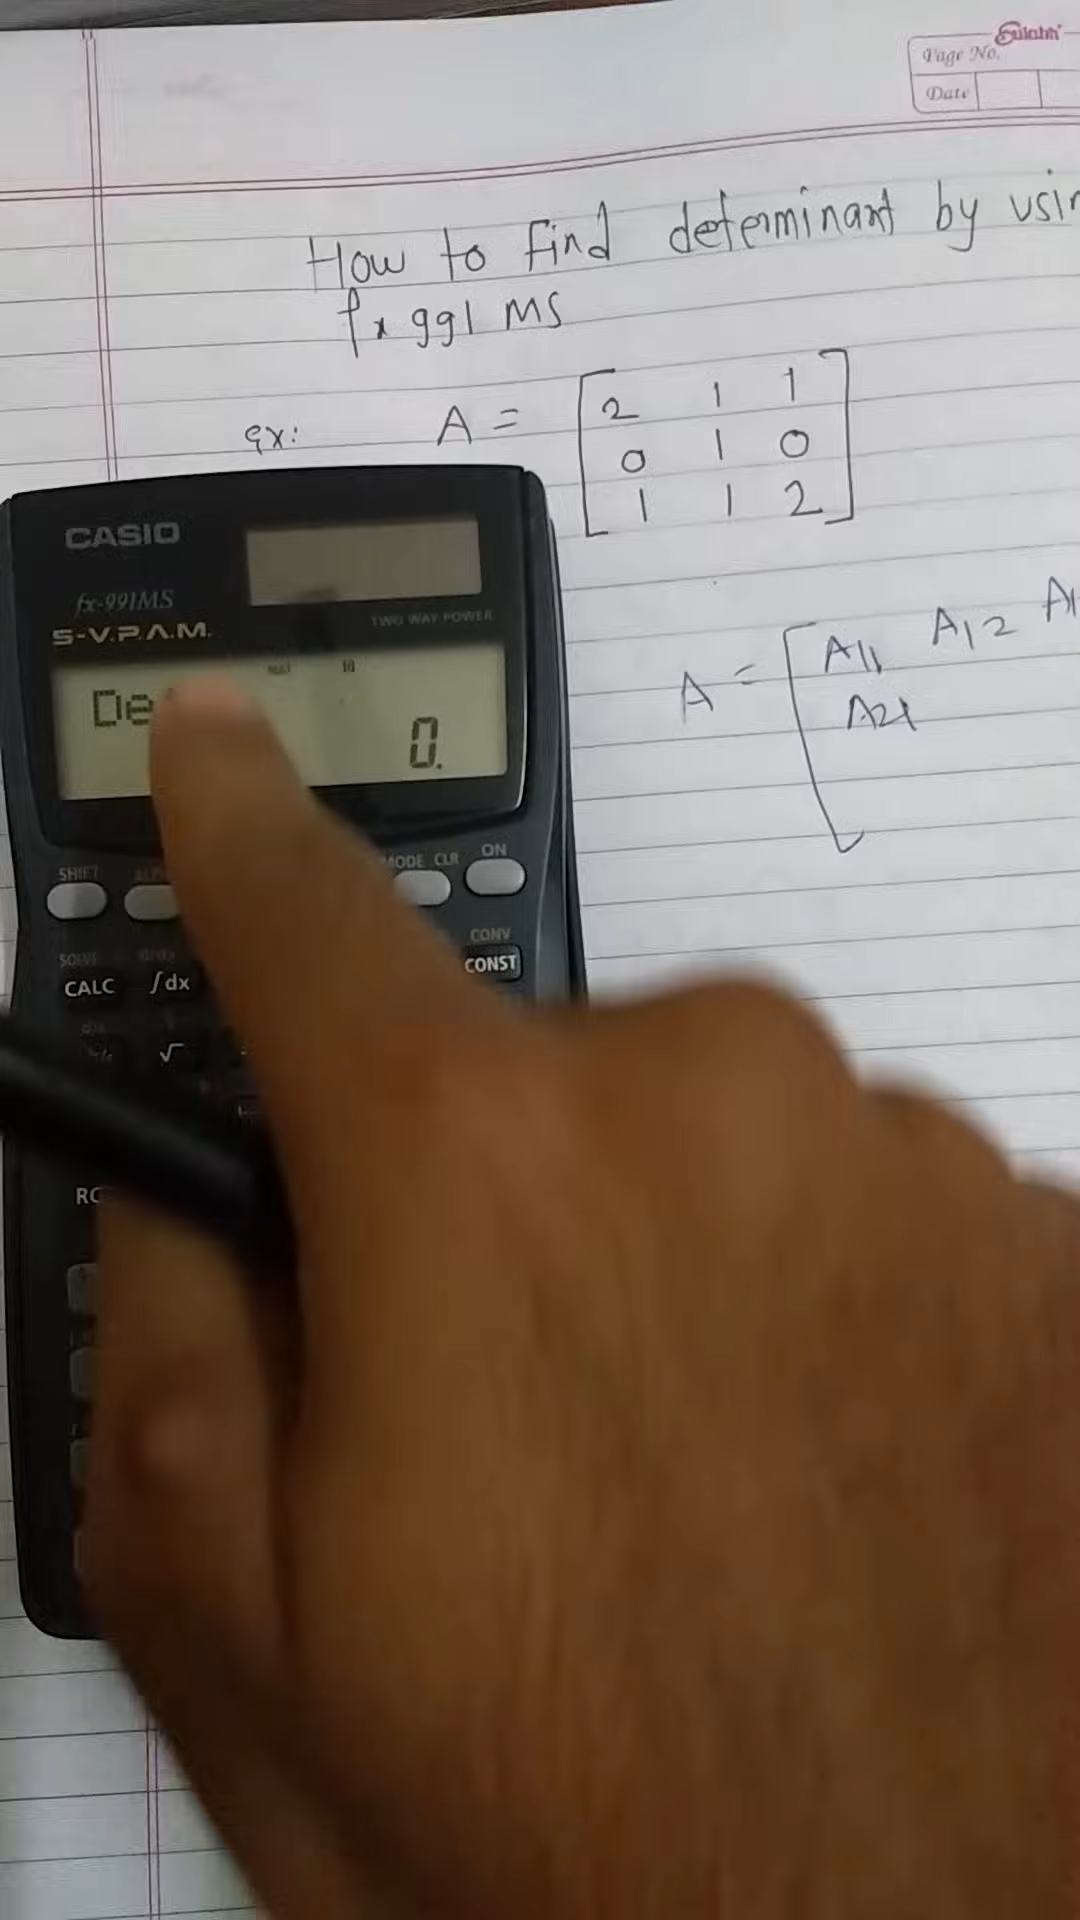 Sulabh
Page No.
Date
How to find determinant by
fx 991 MS
ex: A = [2 1 1
0 1 0
1 1 2]
A = [A11 A12
A21
CASIO
fx-991MS
S-V.P.A.M.
TWO WAY POWER
MAT
0.
SHIFT
MODE CLR
ON
CONV
CALC ∫dx CONST
√